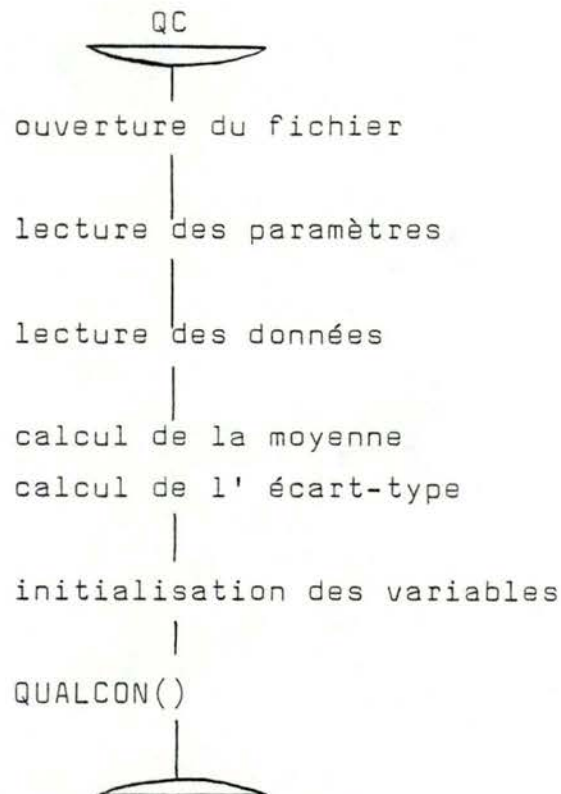 QC
ouverture du fichier
lecture des paramètres
lecture des données
calcul de la moyenne
calcul de l' écart-type
initialisation des variables
QUALCON()